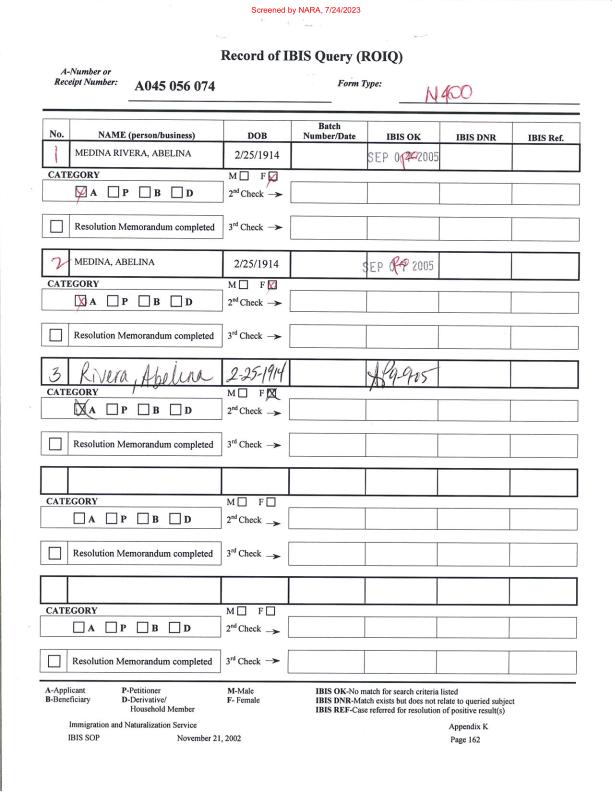 Screened by NARA, 7/24/2023
Record of IBIS Query (ROIQ)
A-Number or
Receipt Number: A045 056 074 Form Type: N400
No. NAME (person/business) DOB Batch Number/Date IBIS OK IBIS DNR IBIS Ref.
1 MEDINA RIVERA, ABELINA 2/25/1914 SEP 2005
CATEGORY M F
A P B D 2nd Check →
Resolution Memorandum completed 3rd Check →
2 MEDINA, ABELINA 2/25/1914 SEP 2005
CATEGORY M F
A P B D 2nd Check →
Resolution Memorandum completed 3rd Check →
3 Rivera, Abelina 2-25-1914
CATEGORY M F
A P B D 2nd Check →
Resolution Memorandum completed 3rd Check →
CATEGORY M F
A P B D 2nd Check →
Resolution Memorandum completed 3rd Check →
CATEGORY M F
A P B D 2nd Check →
Resolution Memorandum completed 3rd Check →
A-Applicant P-Petitioner M-Male IBIS OK-No match for search criteria listed
B-Beneficiary D-Derivative/ F- Female IBIS DNR-Match exists but does not relate to queried subject
Household Member IBIS REF-Case referred for resolution of positive result(s)
Immigration and Naturalization Service Appendix K
IBIS SOP November 21, 2002 Page 162